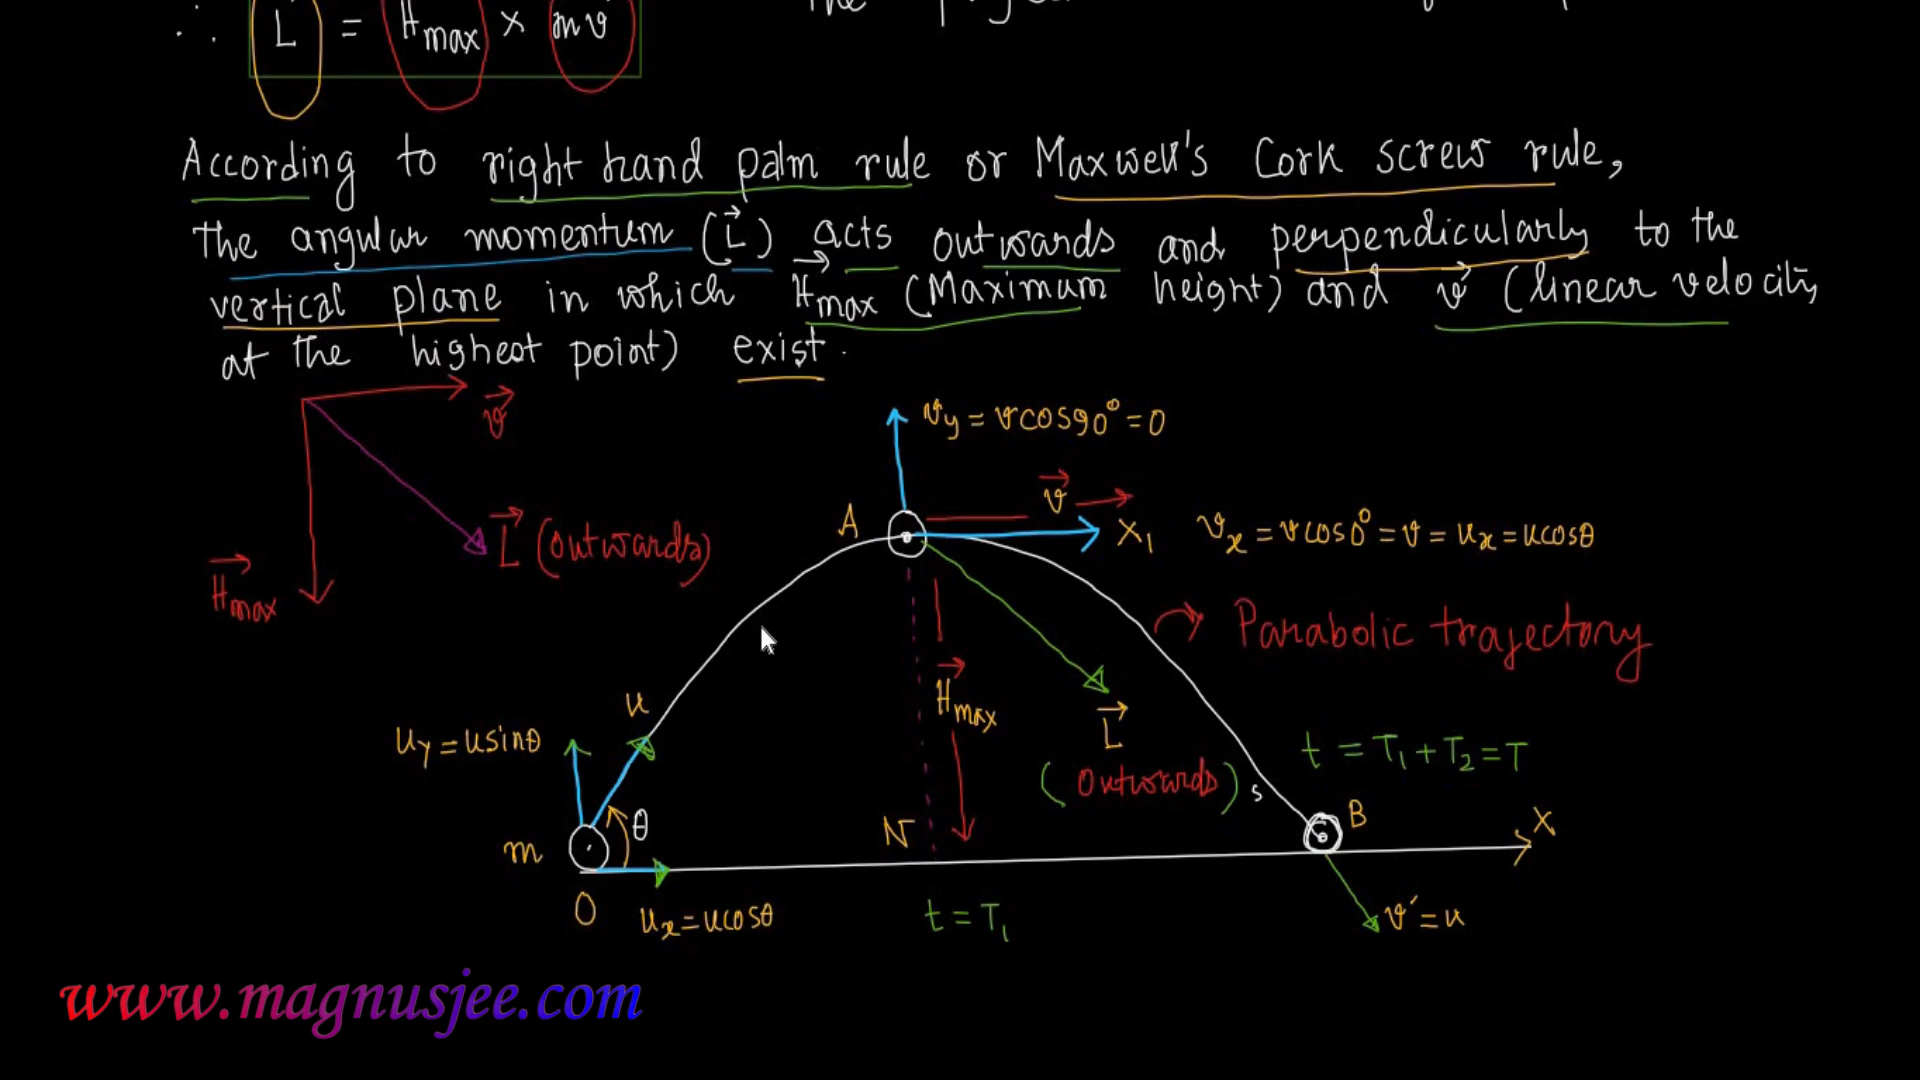 ∴ L = Hmax × mv
The
According to right hand palm rule or Maxwell's Cork screw rule,
The angular momentum (L⃗) acts outwards and perpendicularly to the
vertical plane in which H⃗max (Maximum height) and v⃗ (linear velocity
at the highest point) exist.
v⃗
L⃗ (outwards)
H⃗max
vy = vcos90° = 0
A
v⃗
X₁
vx = vcos0° = v = ux = ucosθ
Parabolic trajectory
H⃗max
L⃗
(Outwards)
s
u
uy = usinθ
θ
m
O
ux = ucosθ
N
t = T₁
t = T₁ + T₂ = T
B
X
v' = u
www.magnusjee.com